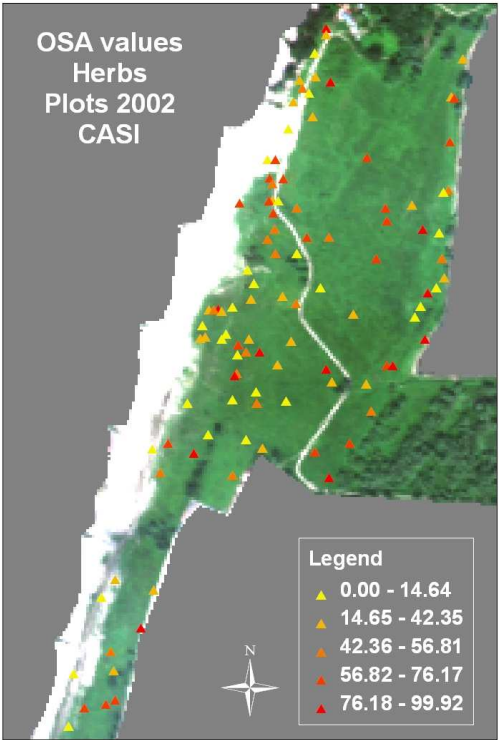 OSA values
Herbs
Plots 2002
CASI
N
Legend
0.00 - 14.64
14.65 - 42.35
42.36 - 56.81
56.82 - 76.17
76.18 - 99.92